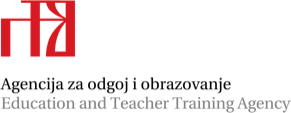 Agencija za odgoj i obrazovanje
Education and Teacher Training Agency